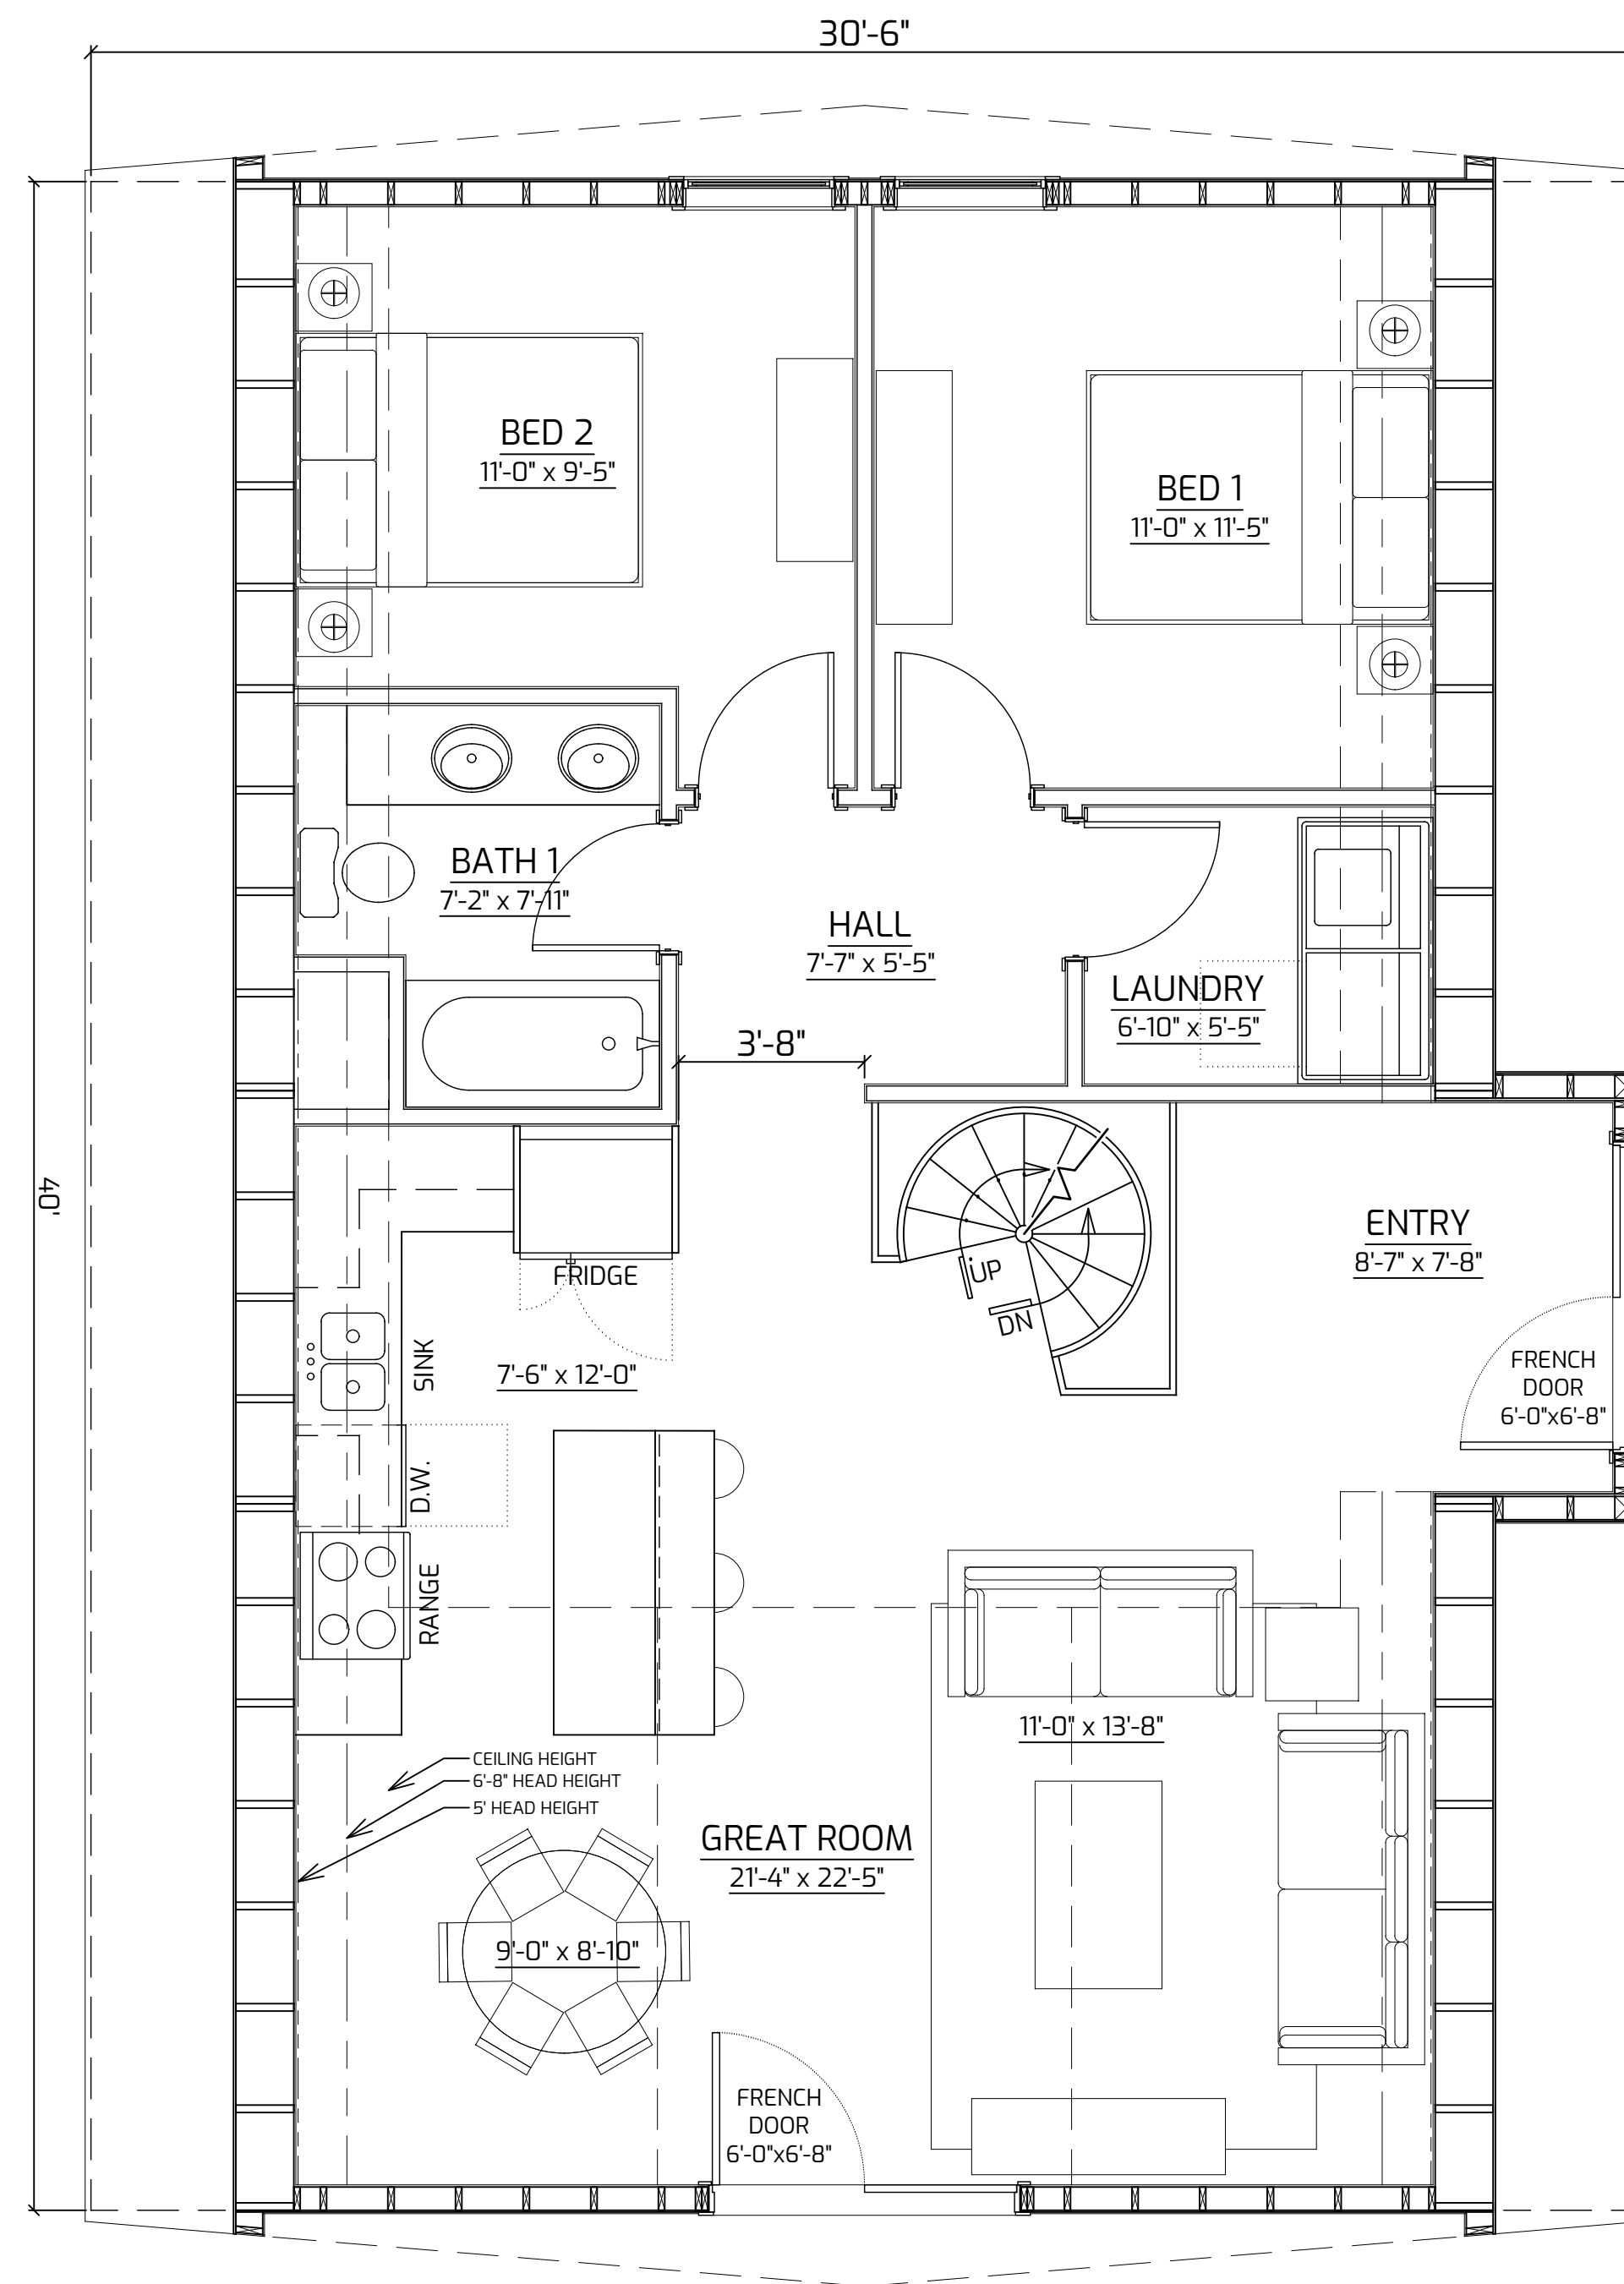 30'-6"
BED 2
11'-0" x 9'-5"
BED 1
11'-0" x 11'-5"
BATH 1
7'-2" x 7'-11"
HALL
7'-7" x 5'-5"
LAUNDRY
6'-10" x 5'-5"
3'-8"
40'
ENTRY
8'-7" x 7'-8"
UP
DN
FRIDGE
SINK
7'-6" x 12'-0"
FRENCH
DOOR
6'-0"x6'-8"
D.W.
RANGE
11'-0" x 13'-8"
CEILING HEIGHT
6'-8" HEAD HEIGHT
5' HEAD HEIGHT
GREAT ROOM
21'-4" x 22'-5"
9'-0" x 8'-10"
FRENCH
DOOR
6'-0"x6'-8"